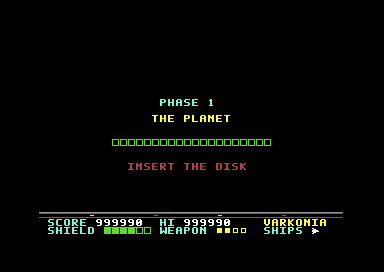 PHASE 1
THE PLANET
INSERT THE DISK
SCORE 999990 HI 999990 VARKONIA
SHIELD WEAPON SHIPS